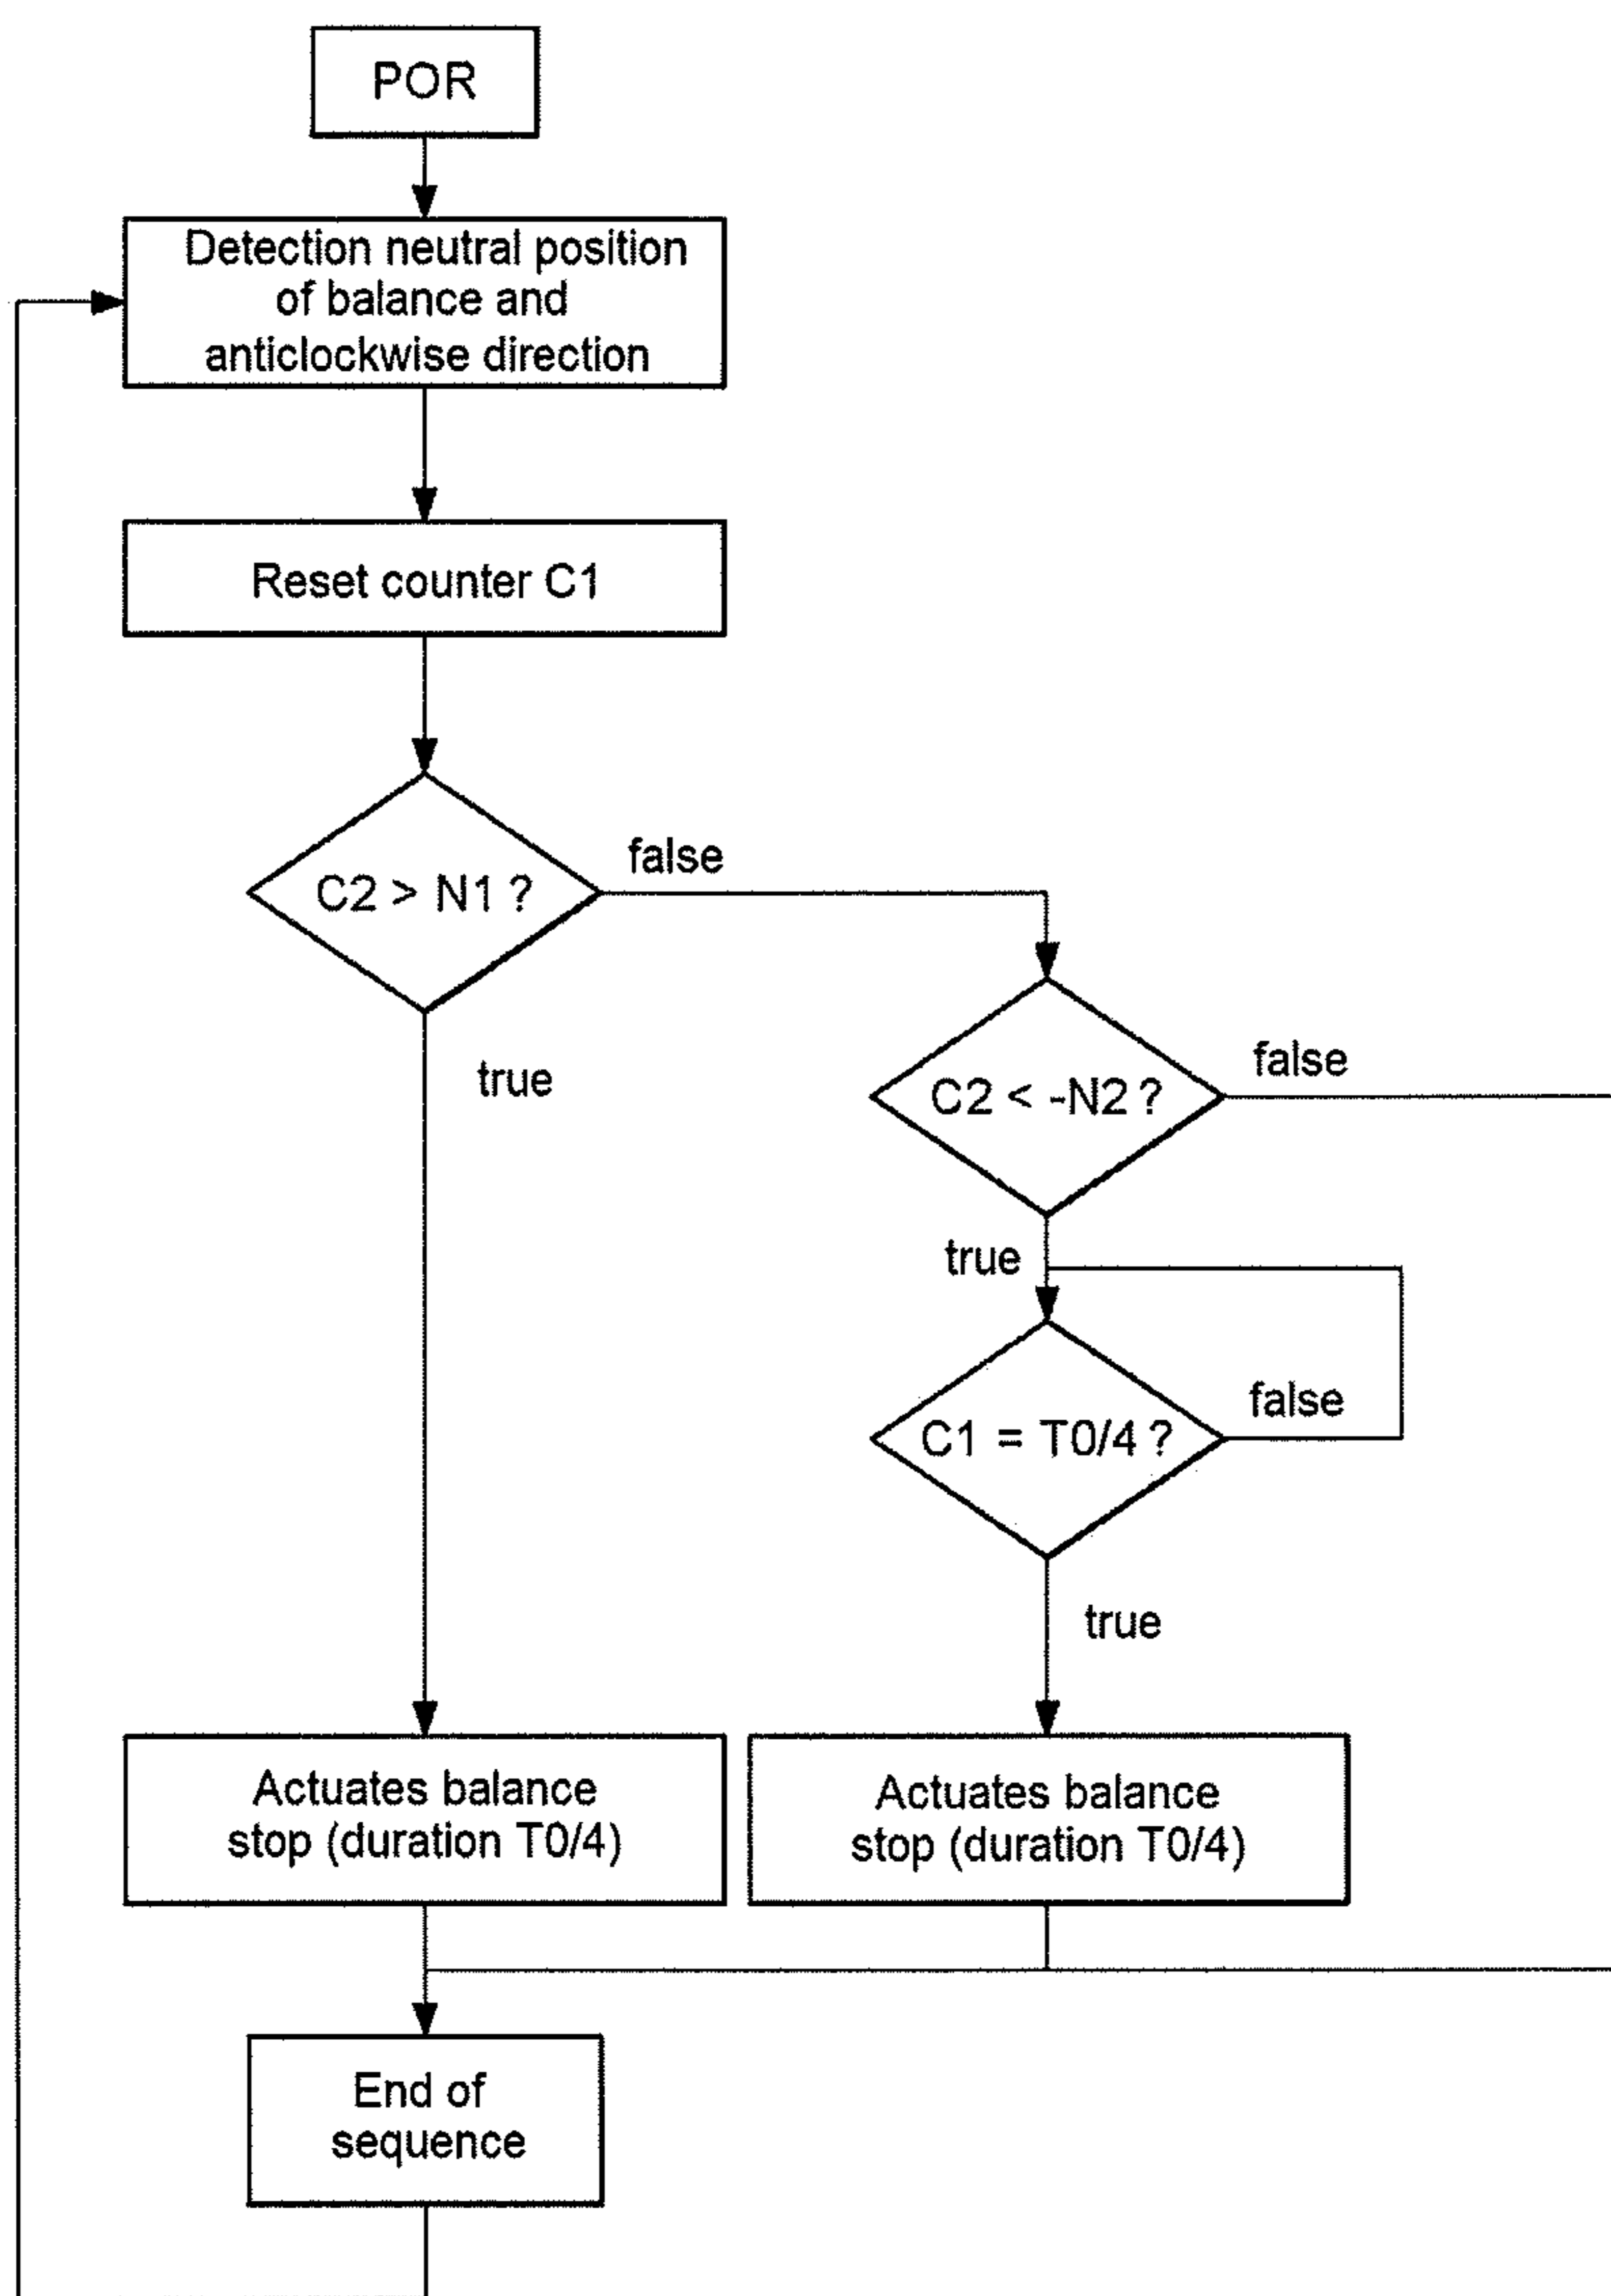 POR
Detection neutral position
of balance and
anticlockwise direction
Reset counter C1
C2 > N1 ?
false
true
C2 < -N2 ?
false
true
C1 = T0/4 ?
false
true
Actuates balance
stop (duration T0/4)
Actuates balance
stop (duration T0/4)
End of
sequence